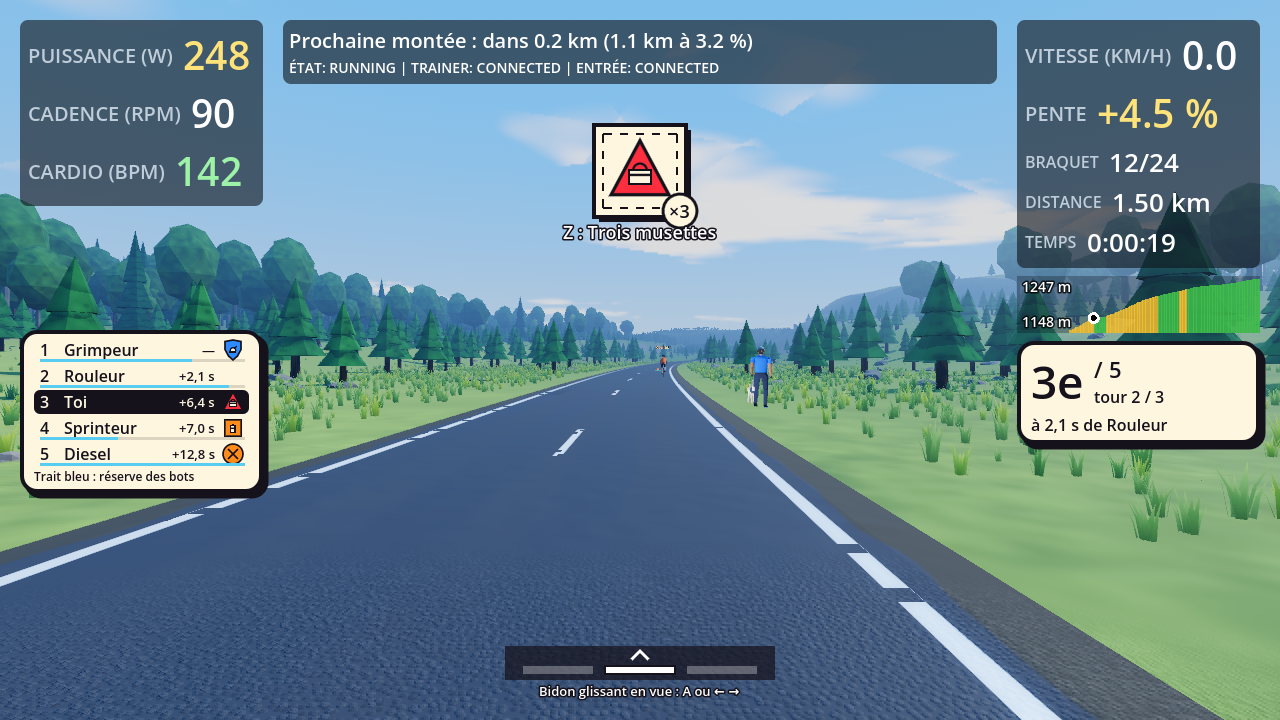 PUISSANCE (W) 248
CADENCE (RPM) 90
CARDIO (BPM) 142
Prochaine montée : dans 0.2 km (1.1 km à 3.2 %)
ÉTAT: RUNNING | TRAINER: CONNECTED | ENTRÉE: CONNECTED
×3
Z : Trois musettes
VITESSE (KM/H) 0.0
PENTE +4.5 %
BRAQUET 12/24
DISTANCE 1.50 km
TEMPS 0:00:19
1247 m
1148 m
1 Grimpeur —
2 Rouleur +2,1 s
3 Toi +6,4 s
4 Sprinteur +7,0 s
5 Diesel +12,8 s
Trait bleu : réserve des bots
3e / 5
tour 2 / 3
à 2,1 s de Rouleur
Bidon glissant en vue : A ou ← →